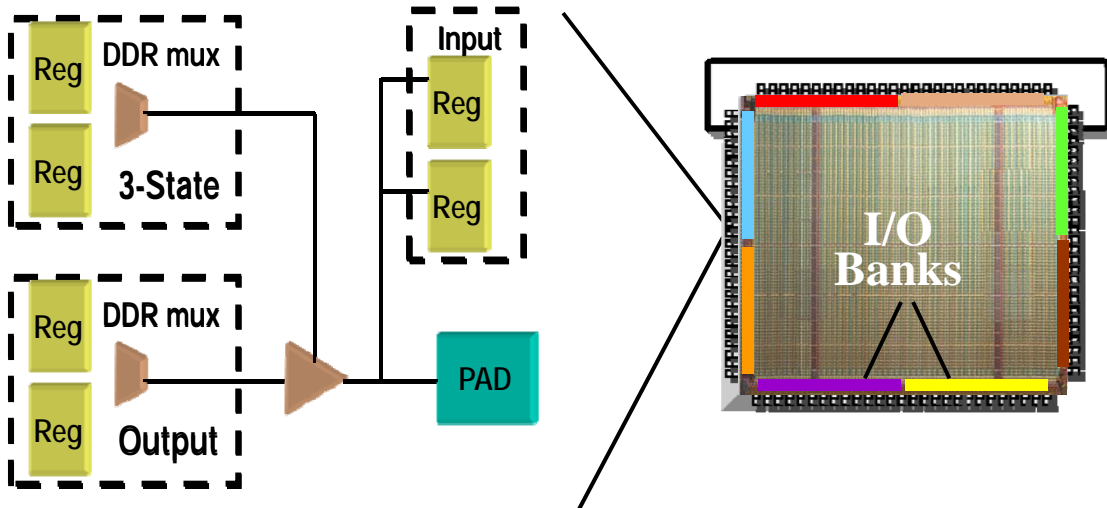 Reg
DDR mux
Reg
3-State
Input
Reg
Reg
Reg
DDR mux
Reg
Output
PAD
I/O
Banks